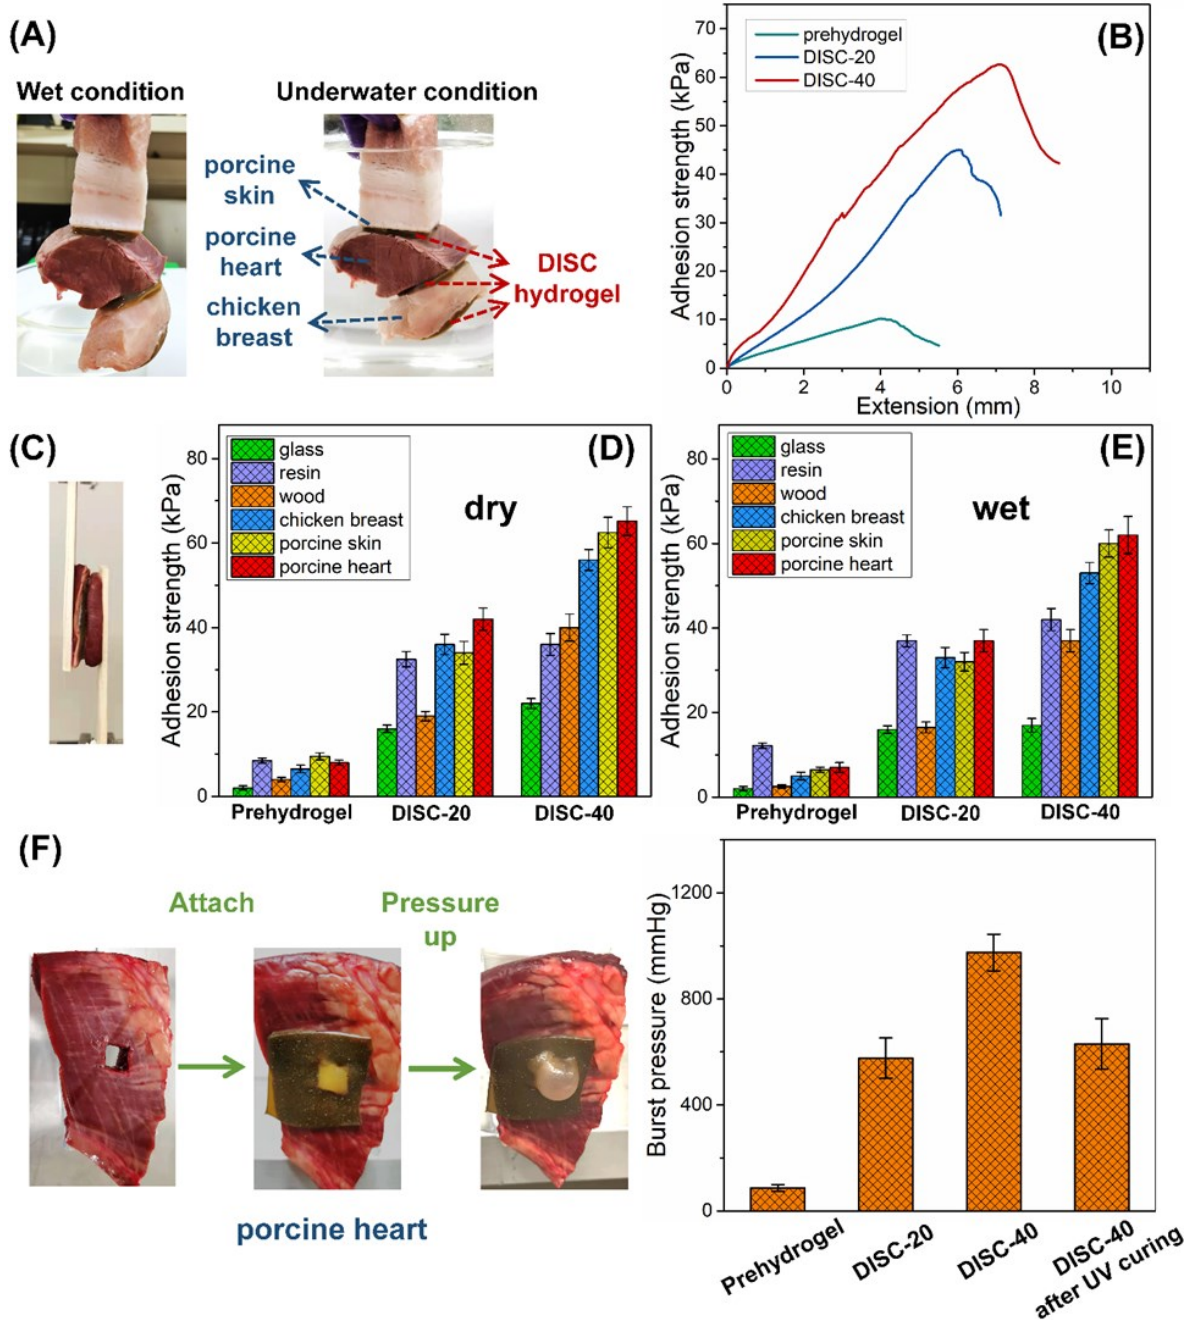 (A)
Wet condition
Underwater condition
porcine
skin
porcine
heart
chicken
breast
DISC
hydrogel
(B)
prehydrogel
DISC-20
DISC-40
Adhesion strength (kPa)
70
60
50
40
30
20
10
0
0 2 4 6 8 10
Extension (mm)
(C)
(D)
glass
resin
wood
chicken breast
porcine skin
porcine heart
dry
Adhesion strength (kPa)
80
60
40
20
0
Prehydrogel DISC-20 DISC-40
(E)
glass
resin
wood
chicken breast
porcine skin
porcine heart
wet
Adhesion strength (kPa)
80
60
40
20
0
Prehydrogel DISC-20 DISC-40
(F)
Attach
Pressure
up
porcine heart
Burst pressure (mmHg)
1200
800
400
0
Prehydrogel
DISC-20
DISC-40
DISC-40
after UV curing